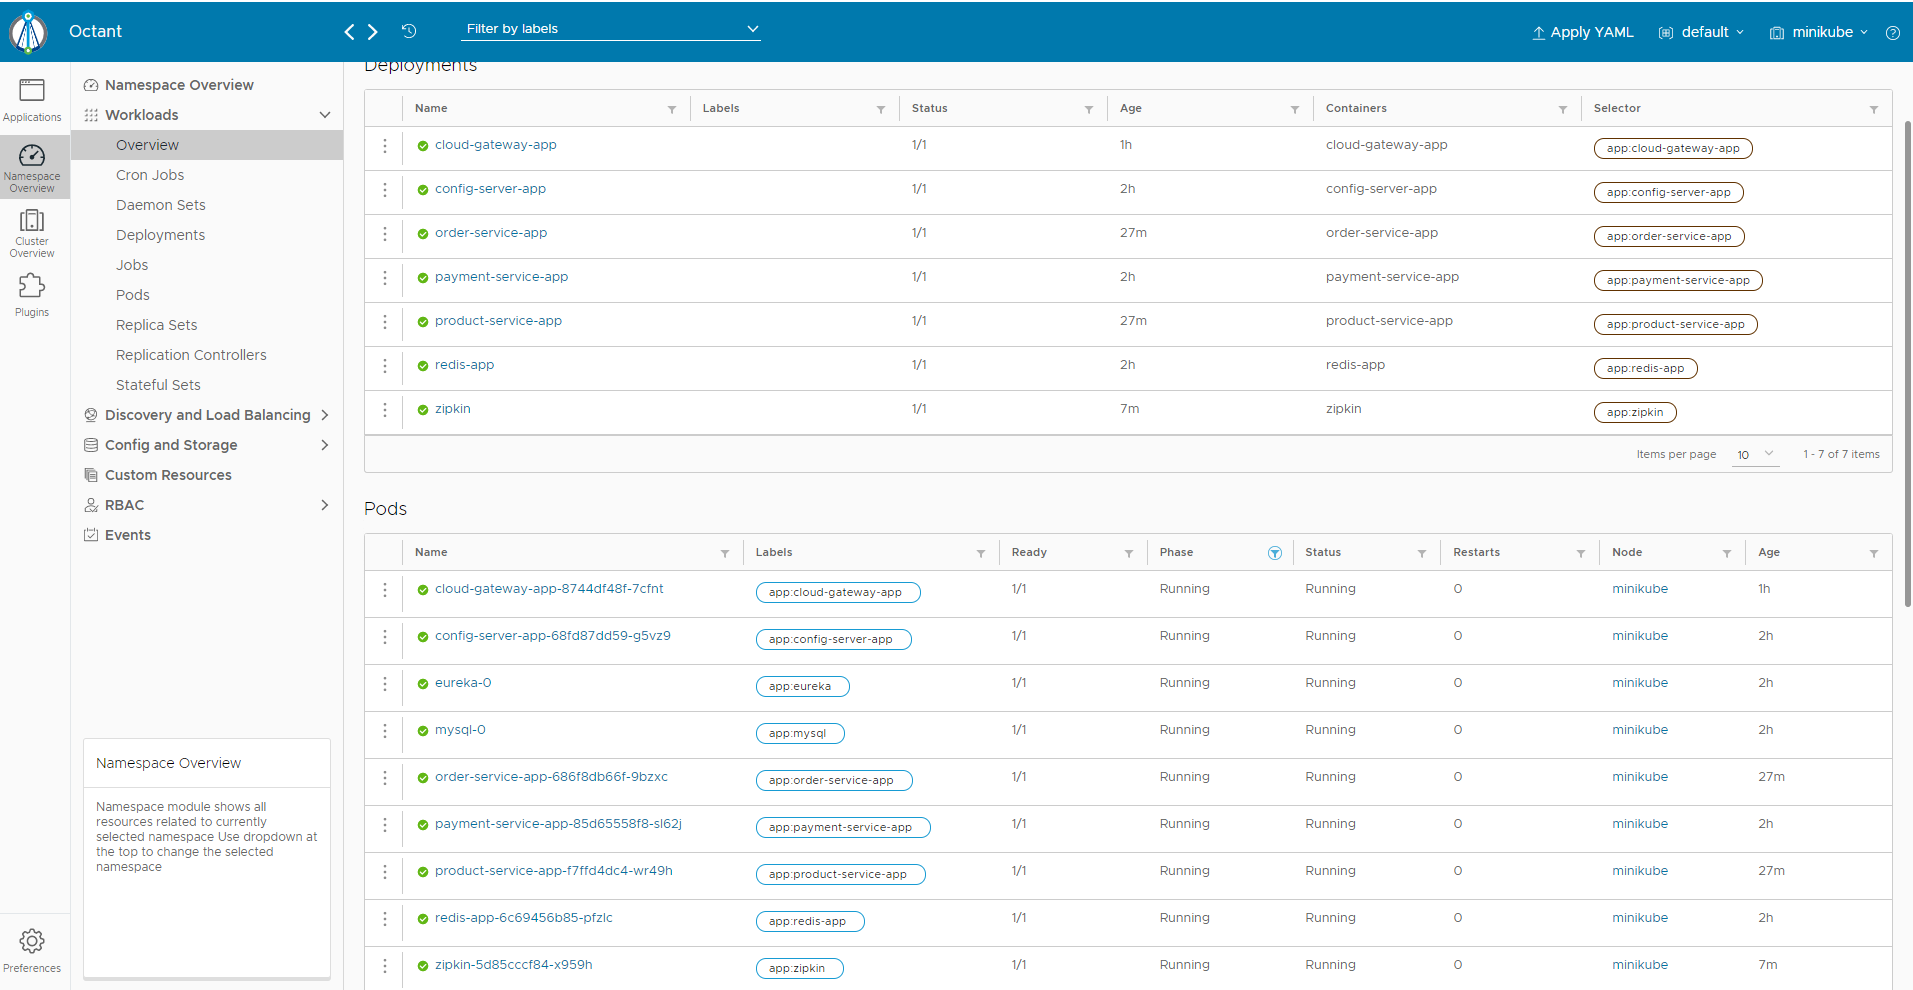 Octant
Filter by labels
Apply YAML
default
minikube
Applications
Namespace
Overview
Cluster
Overview
Plugins
Preferences
Namespace Overview
Workloads
Overview
Cron Jobs
Daemon Sets
Deployments
Jobs
Pods
Replica Sets
Replication Controllers
Stateful Sets
Discovery and Load Balancing
Config and Storage
Custom Resources
RBAC
Events
Namespace Overview
Namespace module shows all
resources related to currently
selected namespace Use dropdown at
the top to change the selected
namespace
Deployments
Name Labels Status Age Containers Selector
cloud-gateway-app 1/1 1h cloud-gateway-app app:cloud-gateway-app
config-server-app 1/1 2h config-server-app app:config-server-app
order-service-app 1/1 27m order-service-app app:order-service-app
payment-service-app 1/1 2h payment-service-app app:payment-service-app
product-service-app 1/1 27m product-service-app app:product-service-app
redis-app 1/1 2h redis-app app:redis-app
zipkin 1/1 7m zipkin app:zipkin
Items per page 10 1 - 7 of 7 items
Pods
Name Labels Ready Phase Status Restarts Node Age
cloud-gateway-app-8744df48f-7cfnt app:cloud-gateway-app 1/1 Running Running 0 minikube 1h
config-server-app-68fd87dd59-g5vz9 app:config-server-app 1/1 Running Running 0 minikube 2h
eureka-0 app:eureka 1/1 Running Running 0 minikube 2h
mysql-0 app:mysql 1/1 Running Running 0 minikube 2h
order-service-app-686f8db66f-9bzxc app:order-service-app 1/1 Running Running 0 minikube 27m
payment-service-app-85d65558f8-sl62j app:payment-service-app 1/1 Running Running 0 minikube 2h
product-service-app-f7ffd4dc4-wr49h app:product-service-app 1/1 Running Running 0 minikube 27m
redis-app-6c69456b85-pfzlc app:redis-app 1/1 Running Running 0 minikube 2h
zipkin-5d85cccf84-x959h app:zipkin 1/1 Running Running 0 minikube 7m